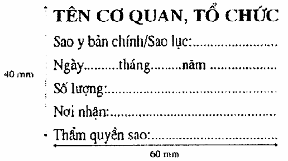 TÊN CƠ QUAN, TỔ CHỨC
Sao y bản chính/Sao lục:....................
Ngày.........tháng.........năm ....................
40 mm
Số lượng:....................................
Nơi nhận:....................................
Thẩm quyền sao:..........................
60 mm